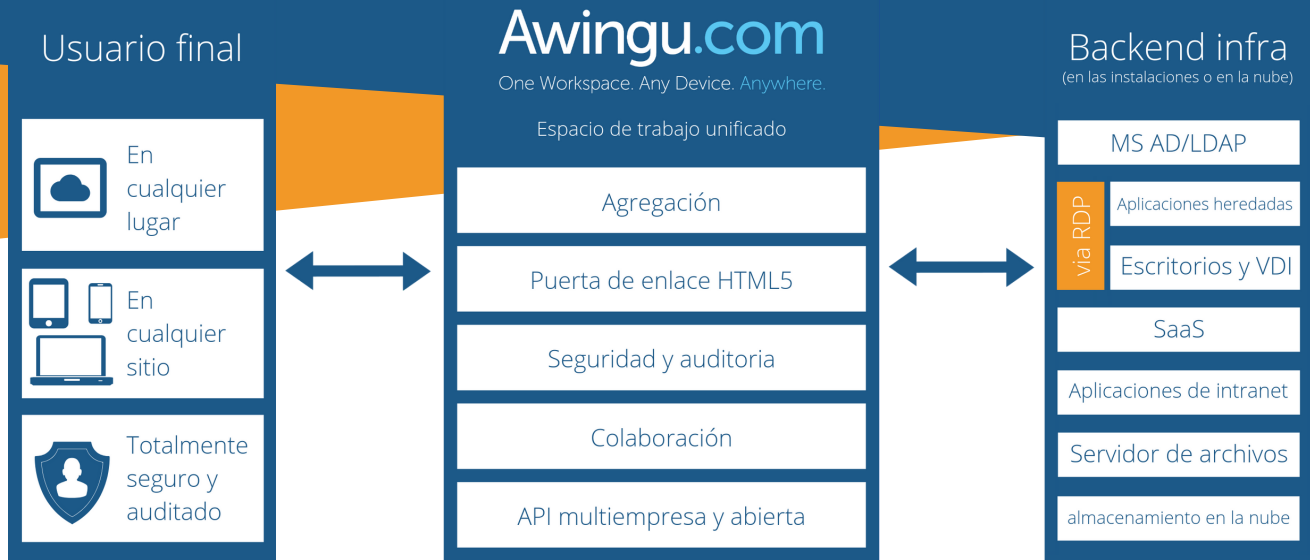 Usuario final
En
cualquier
lugar
En
cualquier
sitio
Totalmente
seguro y
auditado
Awingu.com
One Workspace. Any Device. Anywhere.
Espacio de trabajo unificado
Agregación
Puerta de enlace HTML5
Seguridad y auditoria
Colaboración
API multiempresa y abierta
Backend infra
(en las instalaciones o en la nube)
MS AD/LDAP
via RDP
Aplicaciones heredadas
Escritorios y VDI
SaaS
Aplicaciones de intranet
Servidor de archivos
almacenamiento en la nube